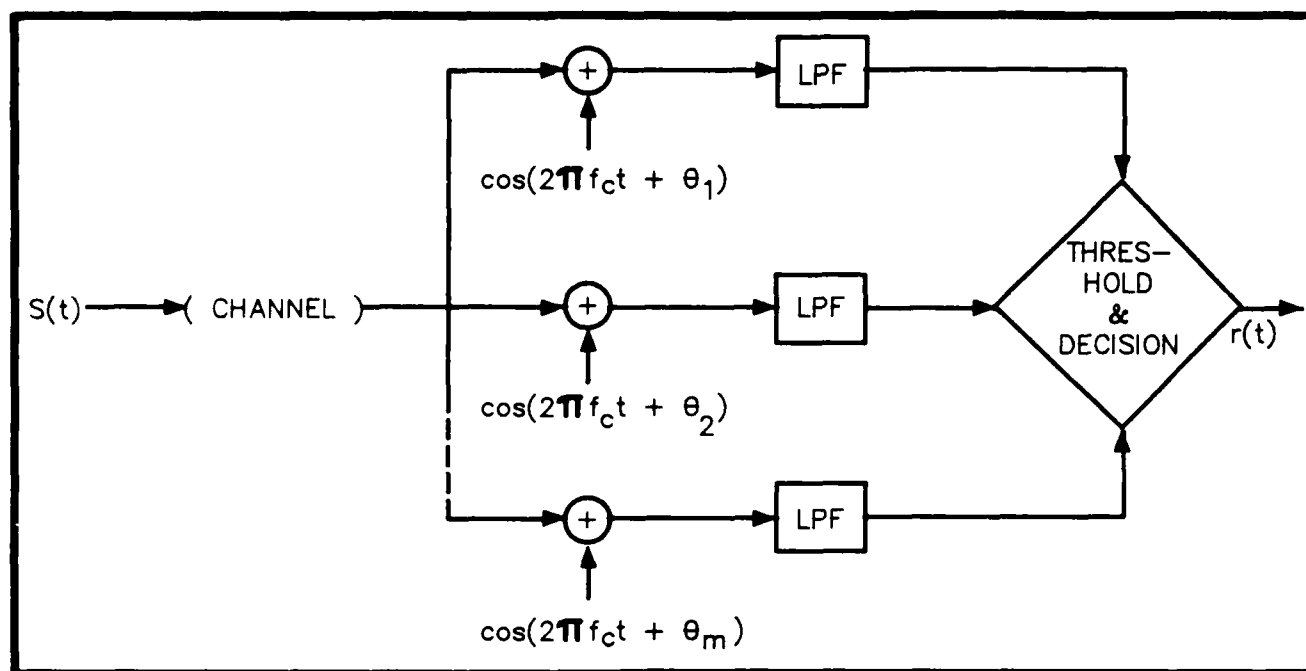 +
LPF
cos(2πf_ct + θ_1)
S(t)
( CHANNEL )
+
LPF
THRES-
HOLD
&
DECISION
r(t)
cos(2πf_ct + θ_2)
+
LPF
cos(2πf_ct + θ_m)